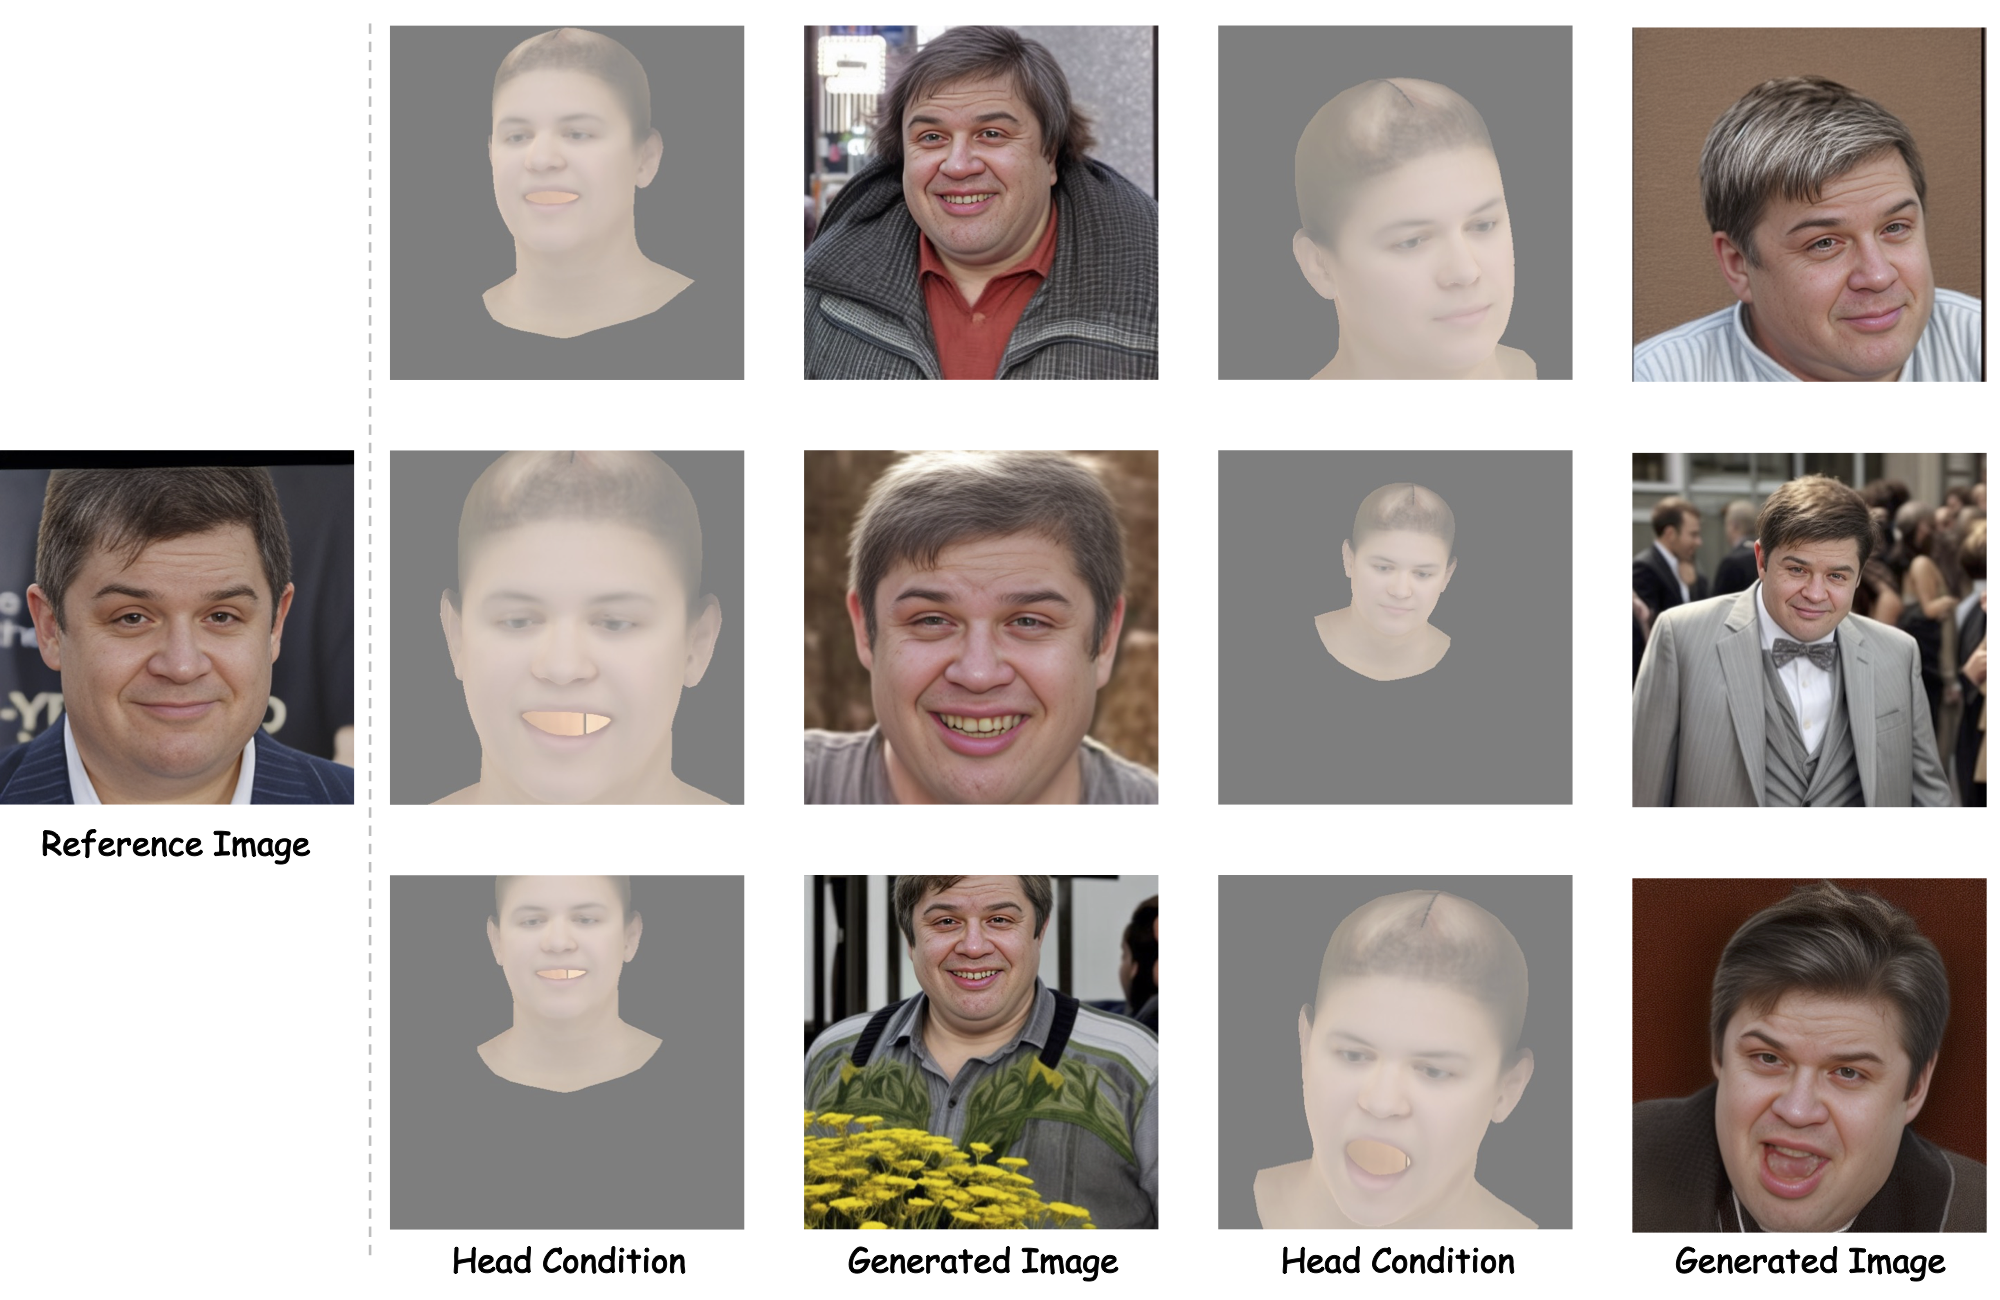 Reference Image
Head Condition
Generated Image
Head Condition
Generated Image